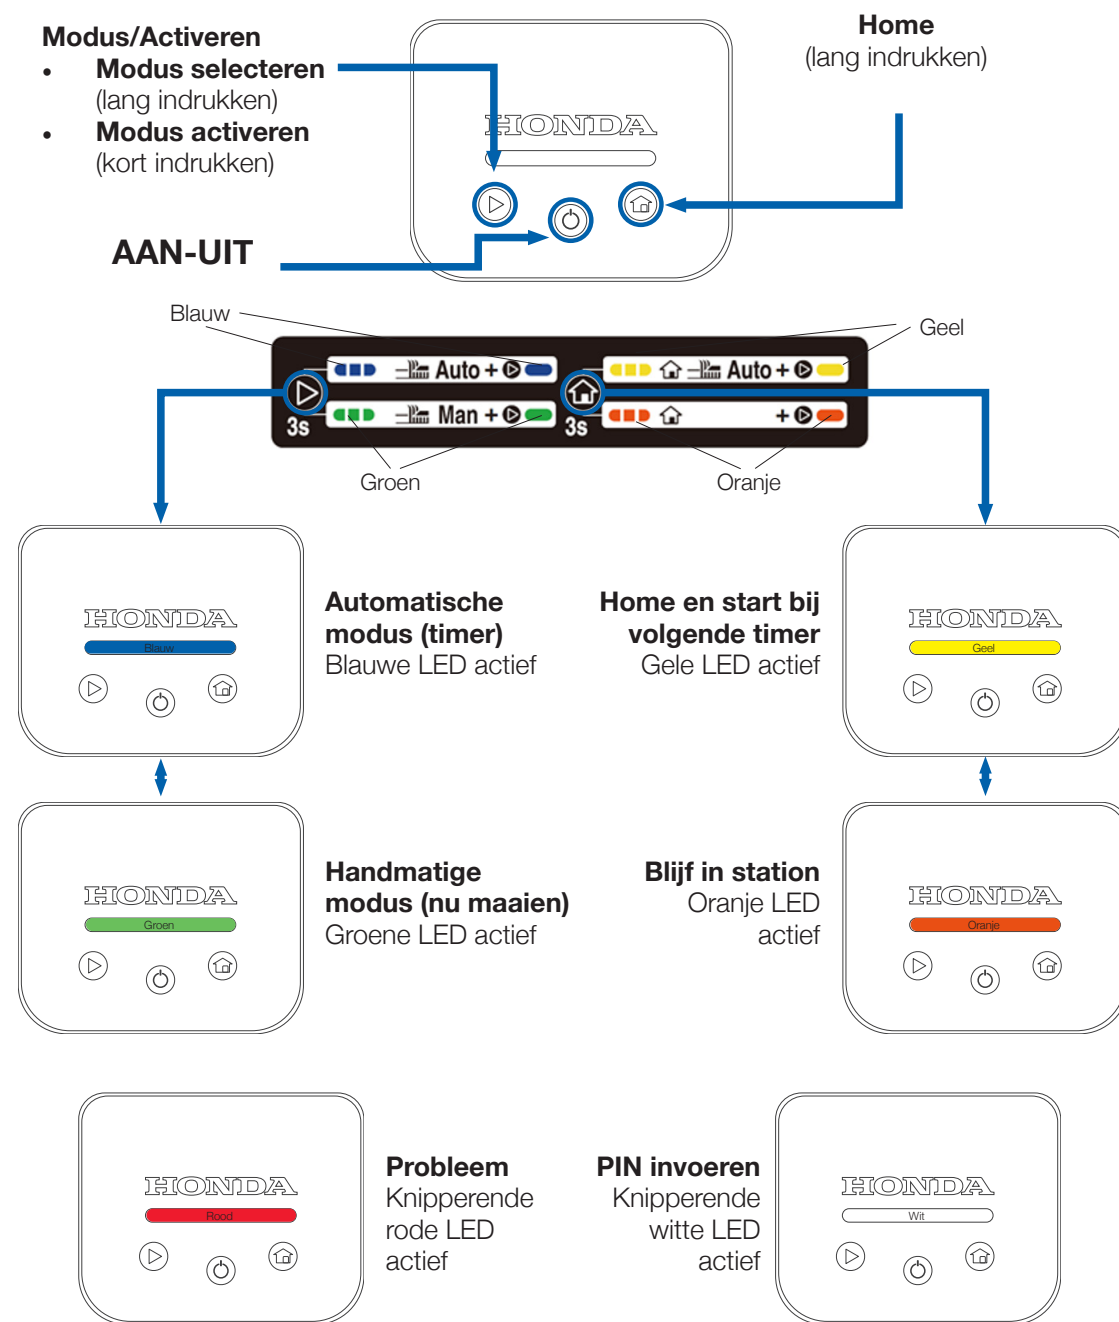 Modus/Activeren
• Modus selecteren
(lang indrukken)
• Modus activeren
(kort indrukken)
Home
(lang indrukken)
HONDA
AAN-UIT
Blauw
Geel
Auto +
Auto +
3s
Man +
3s
+
Groen
Oranje
HONDA
Blauw
Automatische
modus (timer)
Blauwe LED actief
Home en start bij
volgende timer
Gele LED actief
HONDA
Geel
HONDA
Groen
Handmatige
modus (nu maaien)
Groene LED actief
Blijf in station
Oranje LED
actief
HONDA
Oranje
HONDA
Rood
Probleem
Knipperende
rode LED
actief
PIN invoeren
Knipperende
witte LED
actief
HONDA
Wit